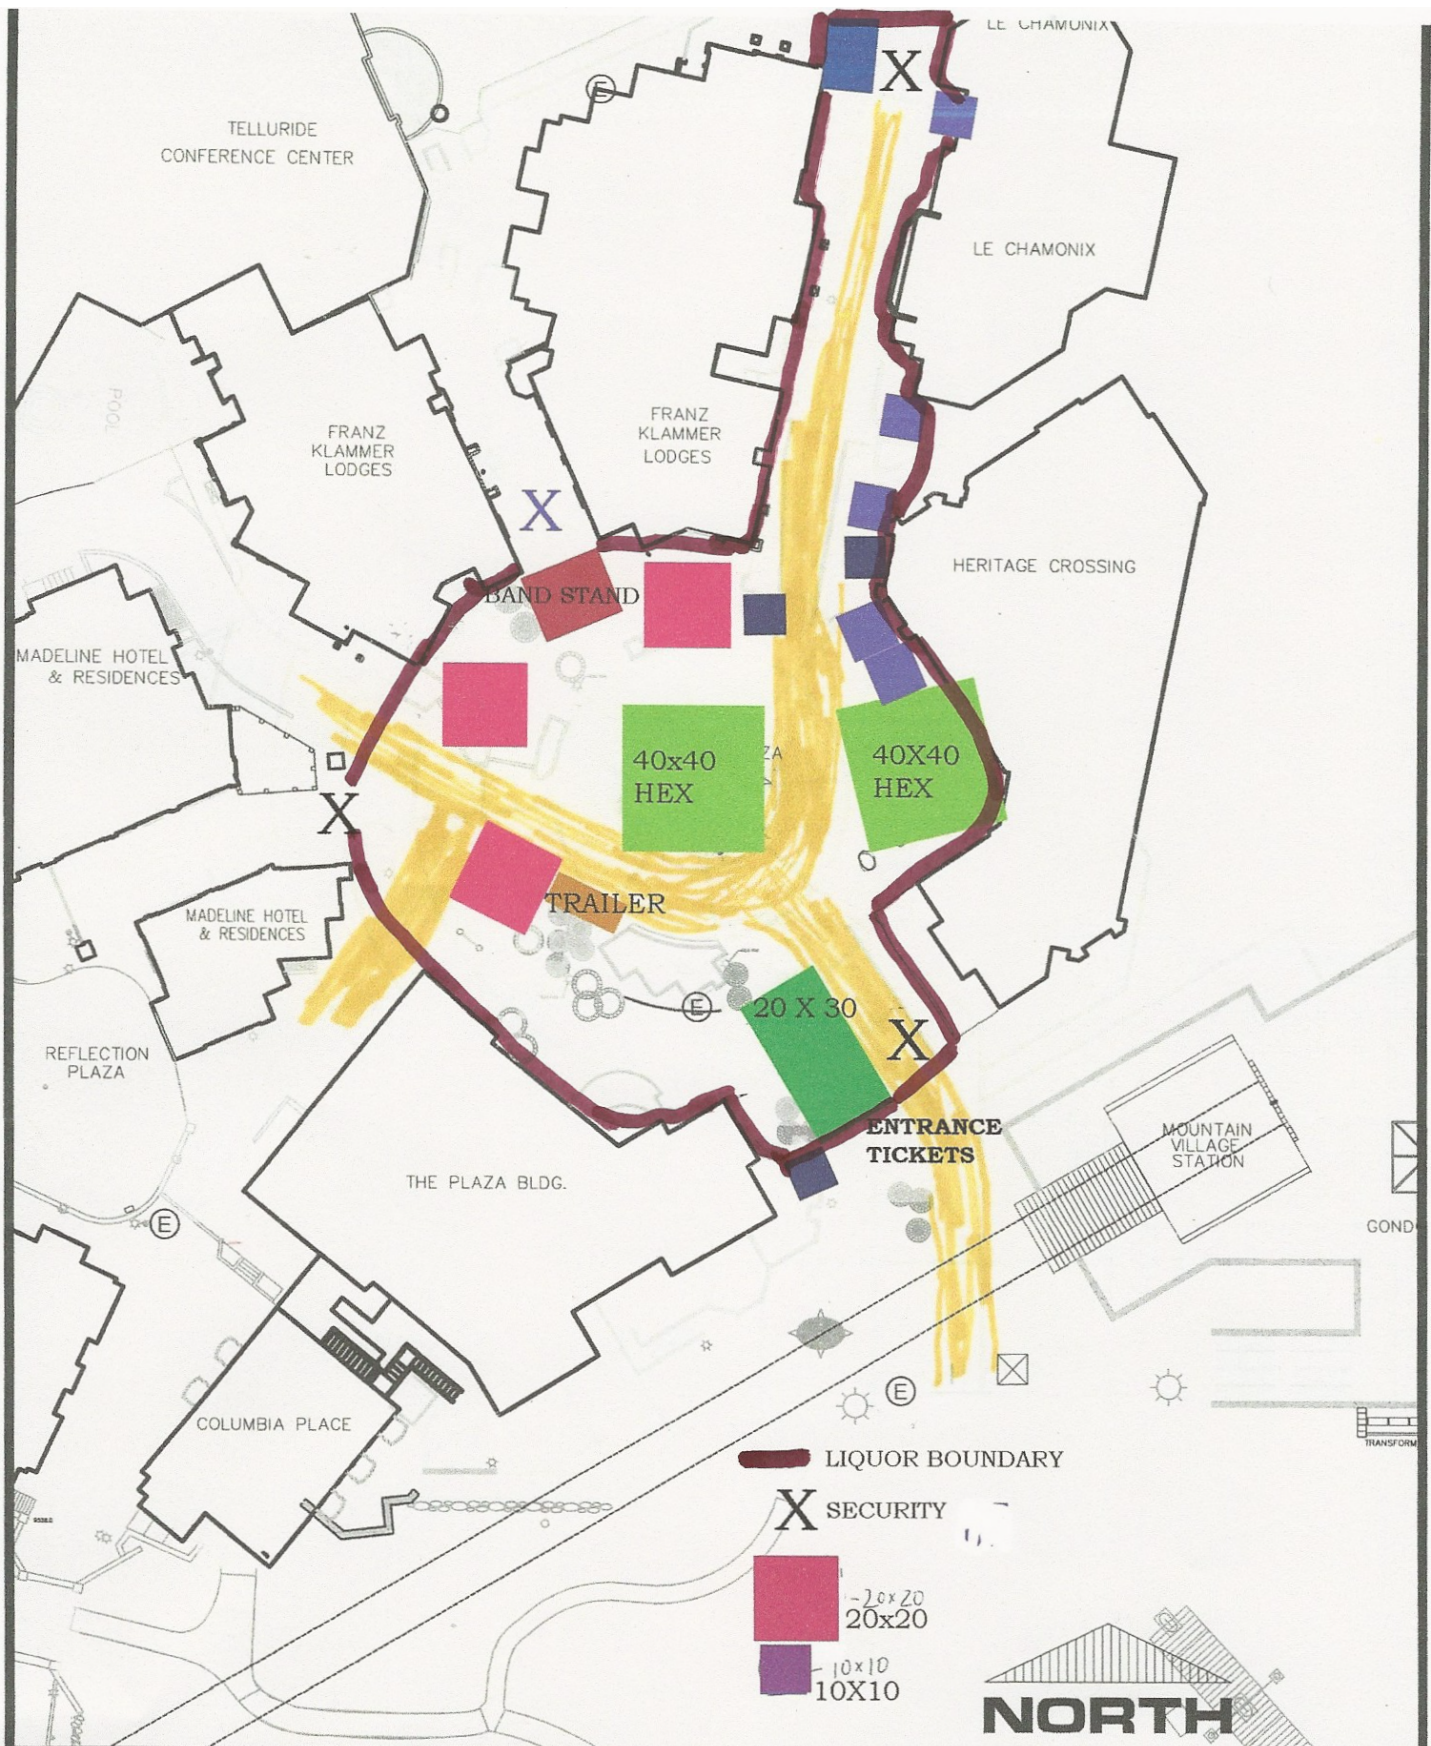 LE CHAMONIX
E
TELLURIDE
CONFERENCE CENTER
X
LE CHAMONIX
POOL
FRANZ
KLAMMER
LODGES
FRANZ
KLAMMER
LODGES
X
HERITAGE CROSSING
BAND STAND
MADELINE HOTEL
& RESIDENCES
40x40
HEX
ZA
40X40
HEX
X
TRAILER
MADELINE HOTEL
& RESIDENCES
E
20 X 30
X
REFLECTION
PLAZA
ENTRANCE
TICKETS
MOUNTAIN
VILLAGE
STATION
THE PLAZA BLDG.
E
GOND
E
COLUMBIA PLACE
TRANSFORM
LIQUOR BOUNDARY
X SECURITY
-20x20
20x20
-10x10
10X10
NORTH